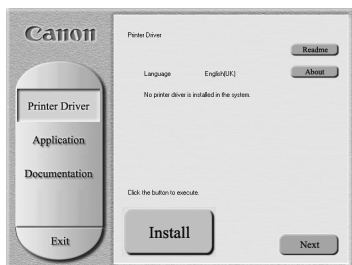 Canon
Printer Driver
Application
Documentation
Exit
Printer Driver
Readme
Language English(UK)
About
No printer driver is installed in the system.
Click the button to execute.
Install
Next